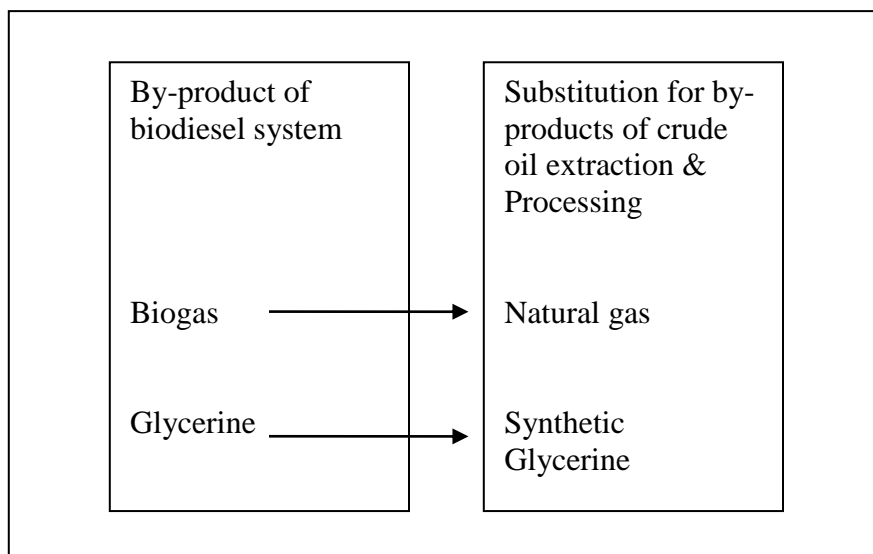 By-product of
biodiesel system
Substitution for by-
products of crude
oil extraction &
Processing
Biogas
Natural gas
Glycerine
Synthetic
Glycerine